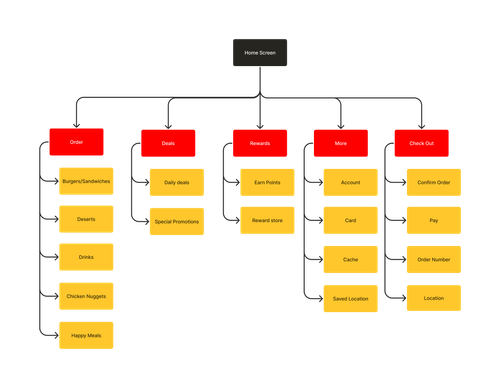 Home Screen
Order
Deals
Rewards
More
Check Out
Burgers/Sandwiches
Daily deals
Earn Points
Account
Confirm Order
Deserts
Special Promotions
Reward store
Card
Pay
Drinks
Cache
Order Number
Chicken Nuggets
Saved Location
Location
Happy Meals